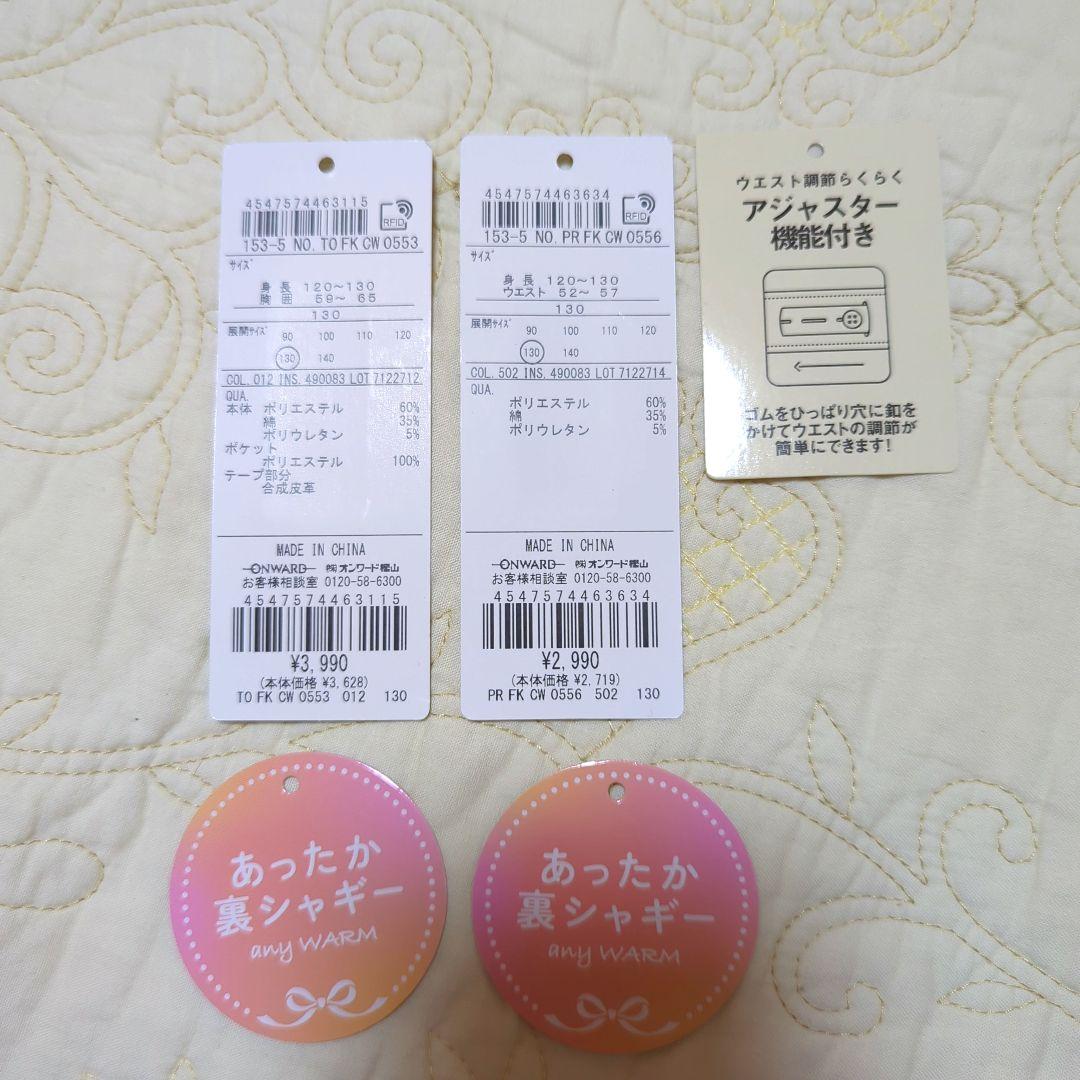 4547574463115
RFID
153-5 NO. TO FK CW 0553
サイズ
身長 120～130
胸囲 59～ 65
130
展開サイズ 90 100 110 120
130 140
COL. 012 INS. 490083 LOT 7122712
QUA.
本体 ポリエステル 60%
綿 35%
ポリウレタン 5%
ポケット
ポリエステル 100%
テープ部分
合成皮革
MADE IN CHINA
ONWARD ㈱オンワード樫山
お客様相談室 0120-58-6300
4547574463115
¥3,990
(本体価格 ¥3,628)
TO FK CW 0553 012 130
4547574463634
RFID
153-5 NO. PR FK CW 0556
サイズ
身長 120～130
ウエスト 52～ 57
130
展開サイズ 90 100 110 120
130 140
COL. 502 INS. 490083 LOT 7122714
QUA.
ポリエステル 60%
綿 35%
ポリウレタン 5%
MADE IN CHINA
ONWARD ㈱オンワード樫山
お客様相談室 0120-58-6300
4547574463634
¥2,990
(本体価格 ¥2,719)
PR FK CW 0556 502 130
ウエスト調節らくらく
アジャスター
機能付き
ゴムをひっぱり穴に釦を
かけてウエストの調節が
簡単にできます!
あったか
裏シャギー
any WARM
あったか
裏シャギー
any WARM